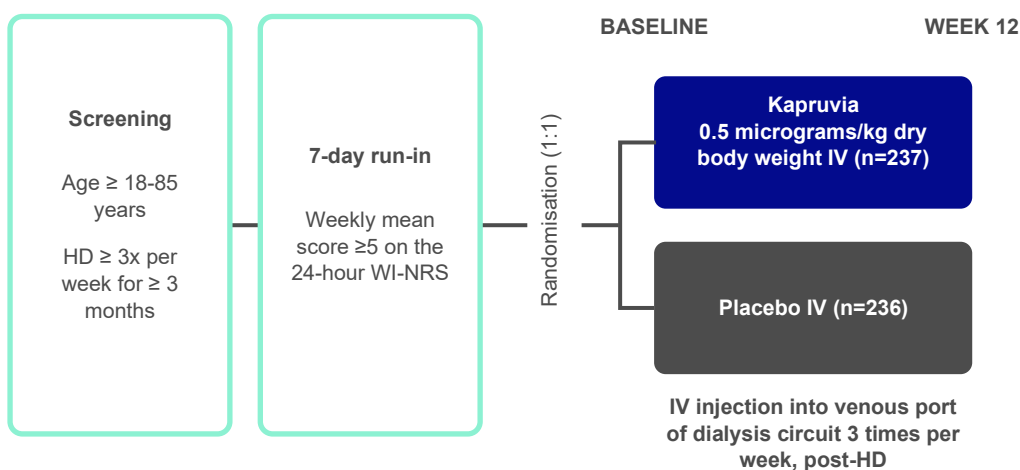 Screening
Age ≥ 18-85
years
HD ≥ 3x per
week for ≥ 3
months
7-day run-in
Weekly mean
score ≥5 on the
24-hour WI-NRS
Randomisation (1:1)
BASELINE
WEEK 12
Kapruvia
0.5 micrograms/kg dry
body weight IV (n=237)
Placebo IV (n=236)
IV injection into venous port
of dialysis circuit 3 times per
week, post-HD